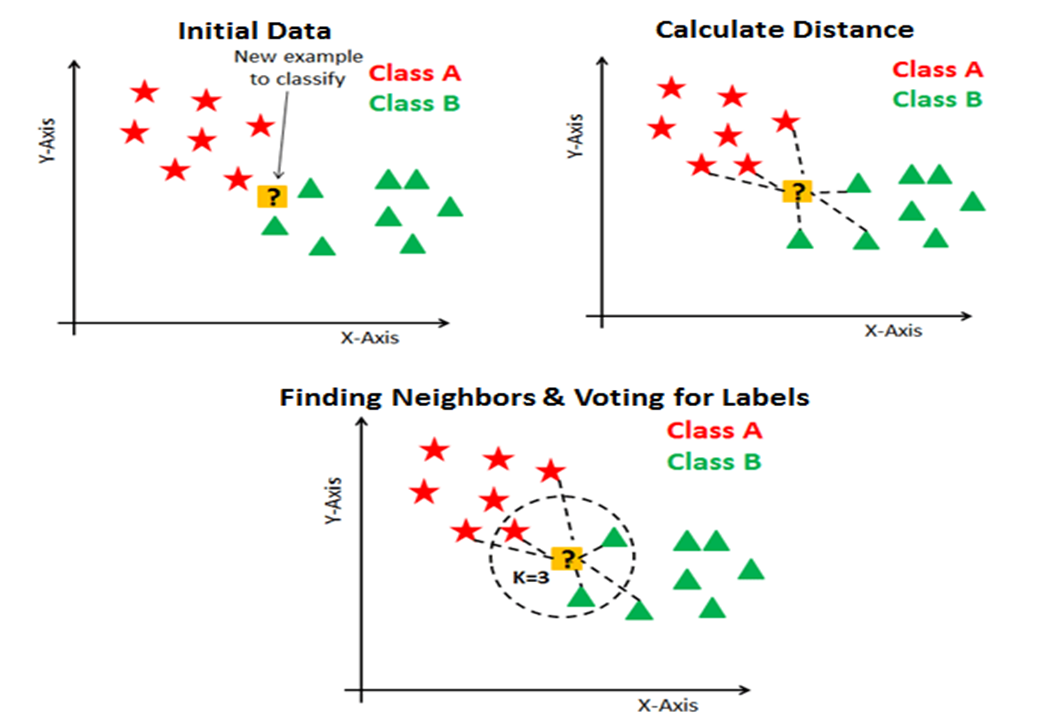 Initial Data
New example
to classify
Class A
Class B
?
Y-Axis
X-Axis
Calculate Distance
Class A
Class B
?
Y-Axis
X-Axis
Finding Neighbors & Voting for Labels
Class A
Class B
?
K=3
Y-Axis
X-Axis